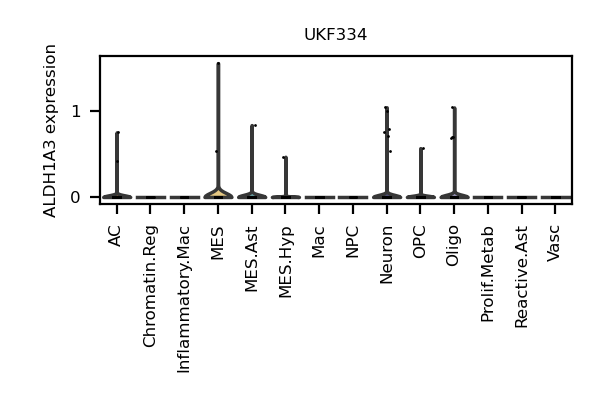 UKF334
ALDH1A3 expression
1
0
AC
Chromatin.Reg
Inflammatory.Mac
MES
MES.Ast
MES.Hyp
Mac
NPC
Neuron
OPC
Oligo
Prolif.Metab
Reactive.Ast
Vasc